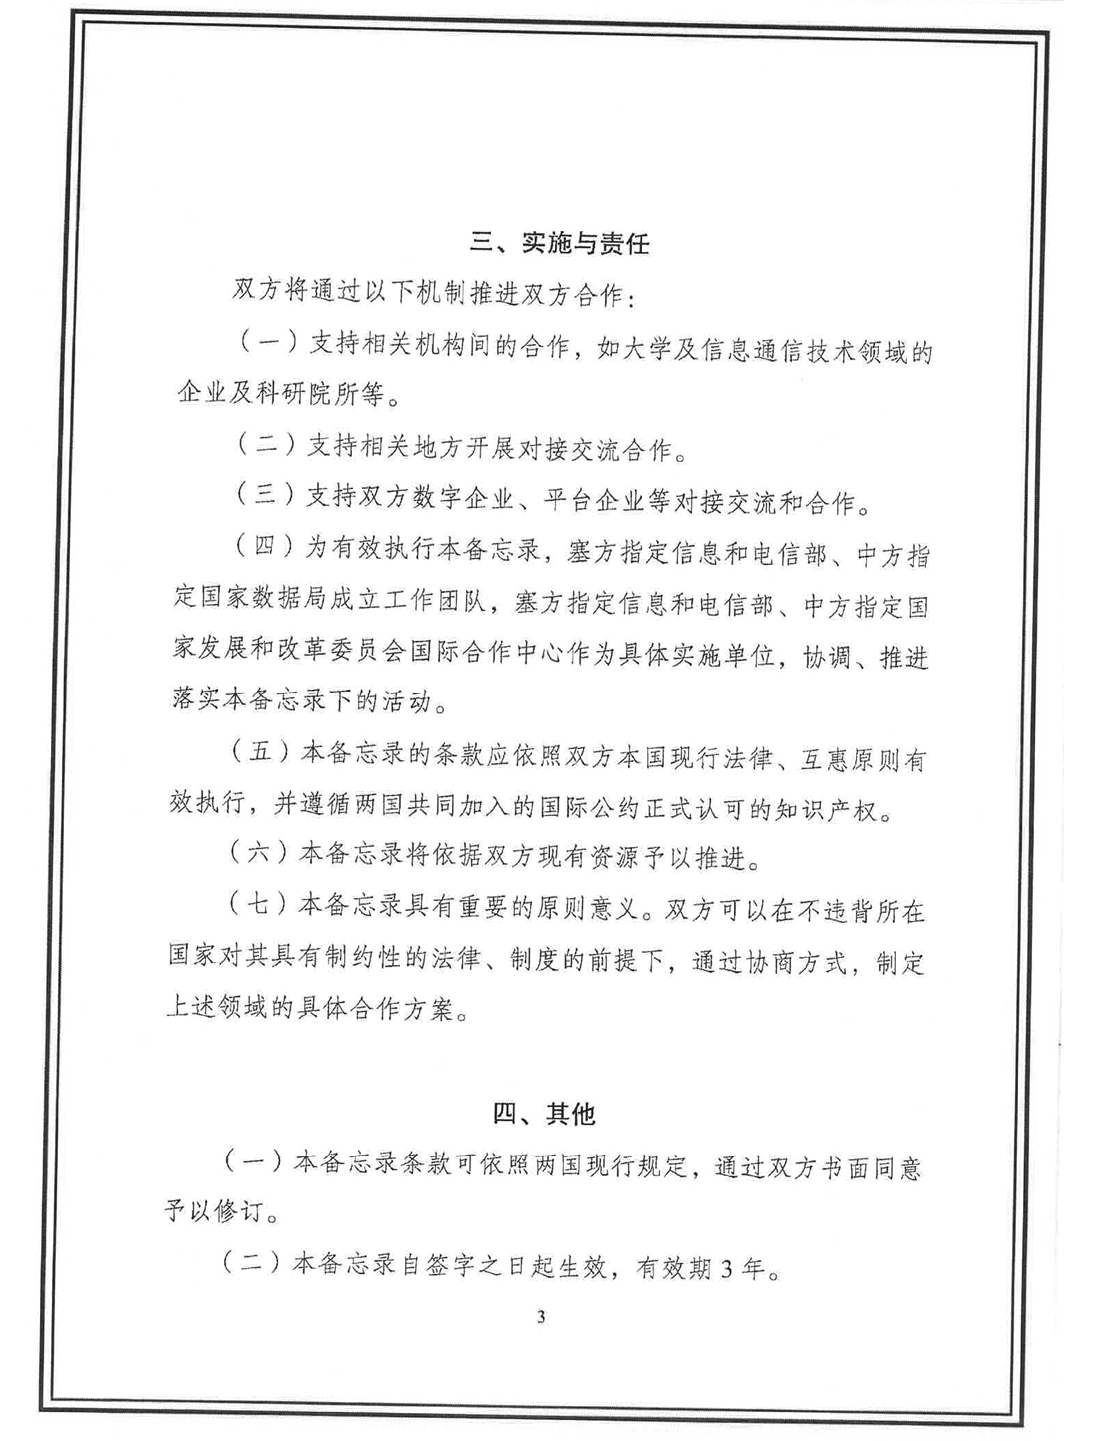 三、实施与责任
双方将通过以下机制推进双方合作：
（一）支持相关机构间的合作，如大学及信息通信技术领域的
企业及科研院所等。
（二）支持相关地方开展对接交流合作。
（三）支持双方数字企业、平台企业等对接交流和合作。
（四）为有效执行本备忘录，塞方指定信息和电信部、中方指
定国家数据局成立工作团队，塞方指定信息和电信部、中方指定国
家发展和改革委员会国际合作中心作为具体实施单位，协调、推进
落实本备忘录下的活动。
（五）本备忘录的条款应依照双方本国现行法律、互惠原则有
效执行，并遵循两国共同加入的国际公约正式认可的知识产权。
（六）本备忘录将依据双方现有资源予以推进。
（七）本备忘录具有重要的原则意义。双方可以在不违背所在
国家对其具有制约性的法律、制度的前提下，通过协商方式，制定
上述领域的具体合作方案。
四、其他
（一）本备忘录条款可依照两国现行规定，通过双方书面同意
予以修订。
（二）本备忘录自签字之日起生效，有效期 3 年。
3